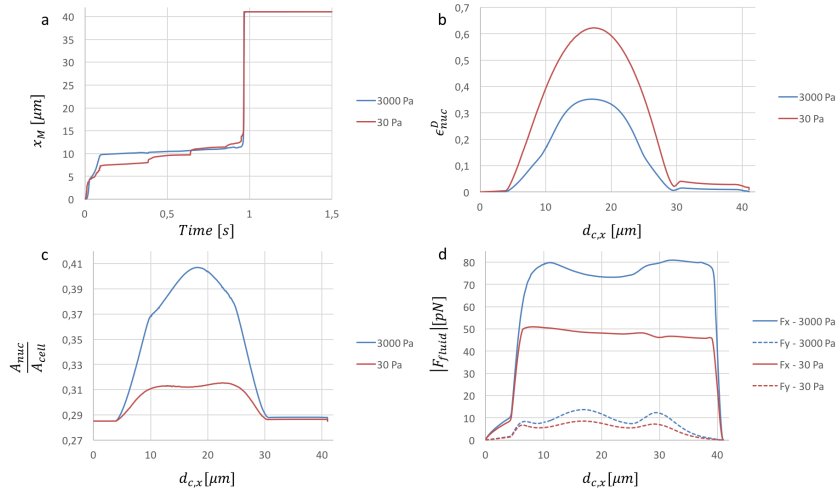 a
40
35
30
25
20
15
10
5
0
x_M [μm]
0
0,5
1
1,5
Time [s]
3000 Pa
30 Pa
b
0,7
0,6
0,5
0,4
0,3
0,2
0,1
0
ϵ^D_nuc
0
10
20
30
40
d_c,x [μm]
3000 Pa
30 Pa
c
0,41
0,39
0,37
0,35
0,33
0,31
0,29
0,27
A_nuc
A_cell
0
10
20
30
40
d_c,x [μm]
3000 Pa
30 Pa
d
80
70
60
50
40
30
20
10
0
|F_fluid|[pN]
0
10
20
30
40
d_c,x [μm]
Fx - 3000 Pa
Fy - 3000 Pa
Fx - 30 Pa
Fy - 30 Pa